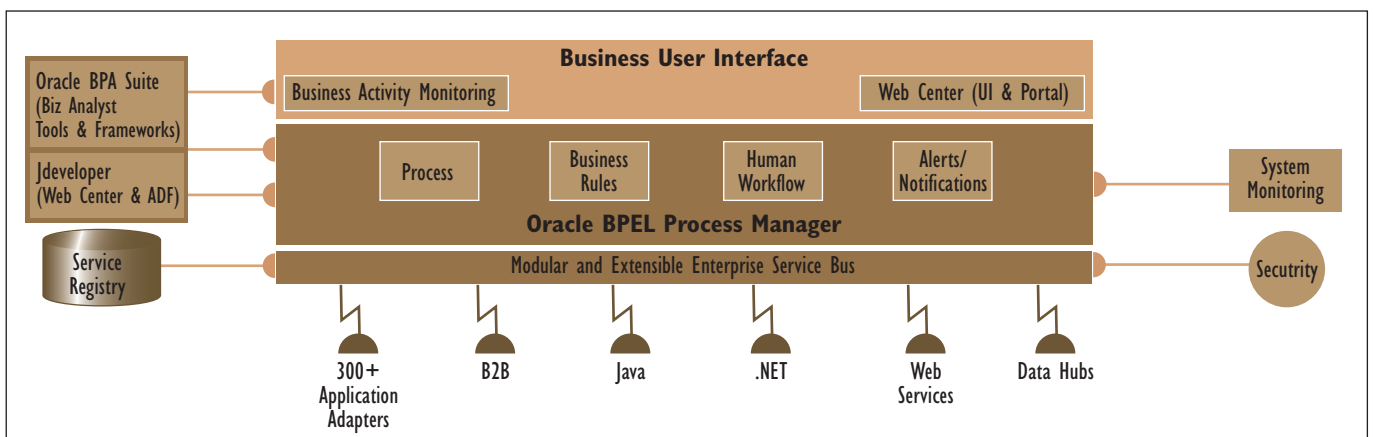 Business User Interface
Oracle BPA Suite
(Biz Analyst
Tools & Frameworks)
Business Activity Monitoring
Web Center (UI & Portal)
Jdeveloper
(Web Center & ADF)
Process
Business
Rules
Human
Workflow
Alerts/
Notifications
System
Monitoring
Oracle BPEL Process Manager
Service
Registry
Modular and Extensible Enterprise Service Bus
Secutrity
300+
Application
Adapters
B2B
Java
.NET
Web
Services
Data Hubs